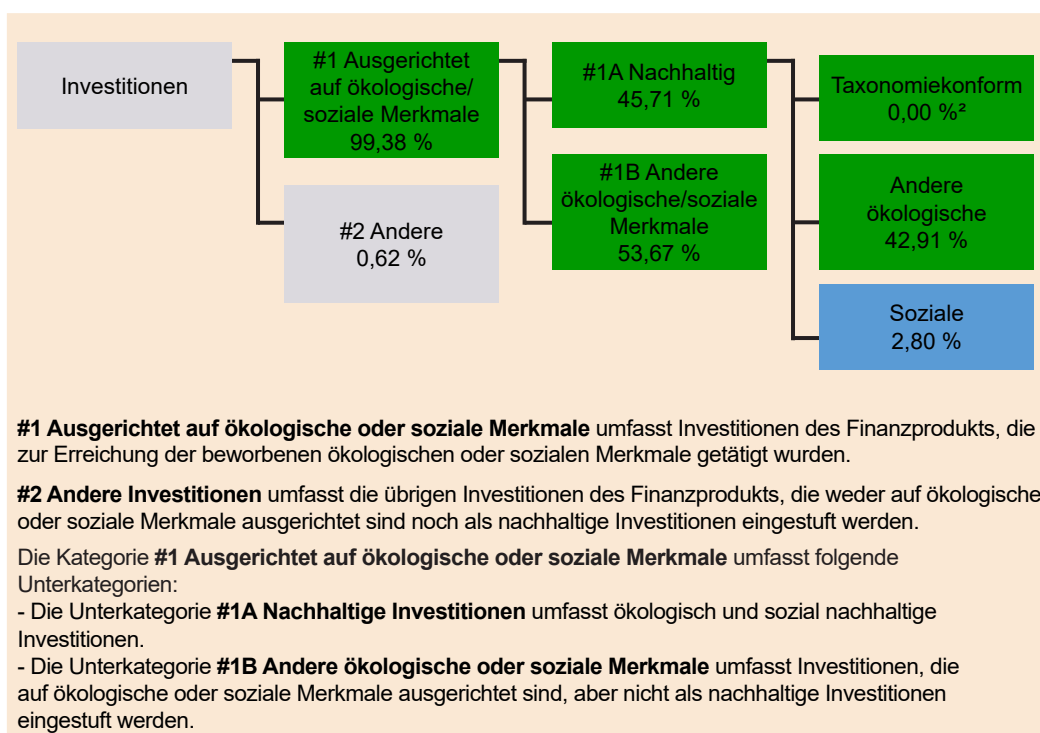 Investitionen
#1 Ausgerichtet
auf ökologische/
soziale Merkmale
99,38 %
#2 Andere
0,62 %
#1A Nachhaltig
45,71 %
#1B Andere
ökologische/soziale
Merkmale
53,67 %
Taxonomiekonform
0,00 %²
Andere
ökologische
42,91 %
Soziale
2,80 %
#1 Ausgerichtet auf ökologische oder soziale Merkmale umfasst Investitionen des Finanzprodukts, die
zur Erreichung der beworbenen ökologischen oder sozialen Merkmale getätigt wurden.
#2 Andere Investitionen umfasst die übrigen Investitionen des Finanzprodukts, die weder auf ökologische
oder soziale Merkmale ausgerichtet sind noch als nachhaltige Investitionen eingestuft werden.
Die Kategorie #1 Ausgerichtet auf ökologische oder soziale Merkmale umfasst folgende
Unterkategorien:
- Die Unterkategorie #1A Nachhaltige Investitionen umfasst ökologisch und sozial nachhaltige
Investitionen.
- Die Unterkategorie #1B Andere ökologische oder soziale Merkmale umfasst Investitionen, die
auf ökologische oder soziale Merkmale ausgerichtet sind, aber nicht als nachhaltige Investitionen
eingestuft werden.